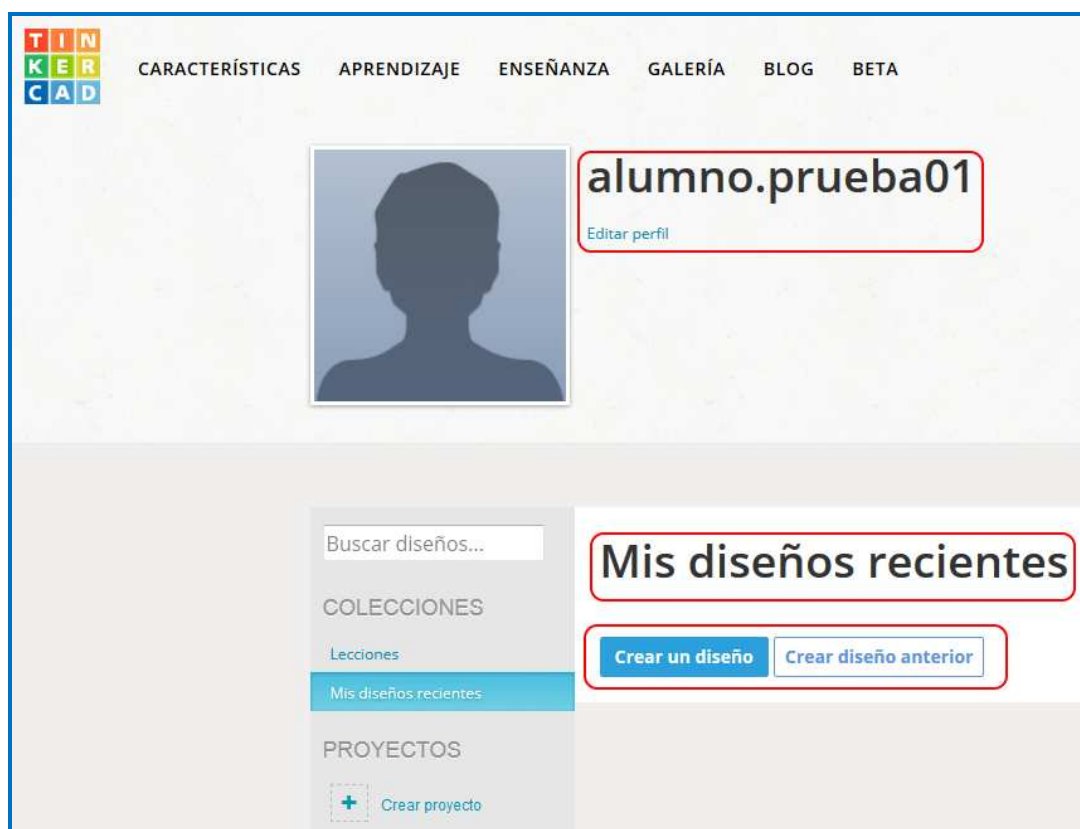 TIN
KER
CAD
CARACTERÍSTICAS APRENDIZAJE ENSEÑANZA GALERÍA BLOG BETA
alumno.prueba01
Editar perfil
Buscar diseños...
COLECCIONES
Lecciones
Mis diseños recientes
PROYECTOS
+ Crear proyecto
Mis diseños recientes
Crear un diseño Crear diseño anterior